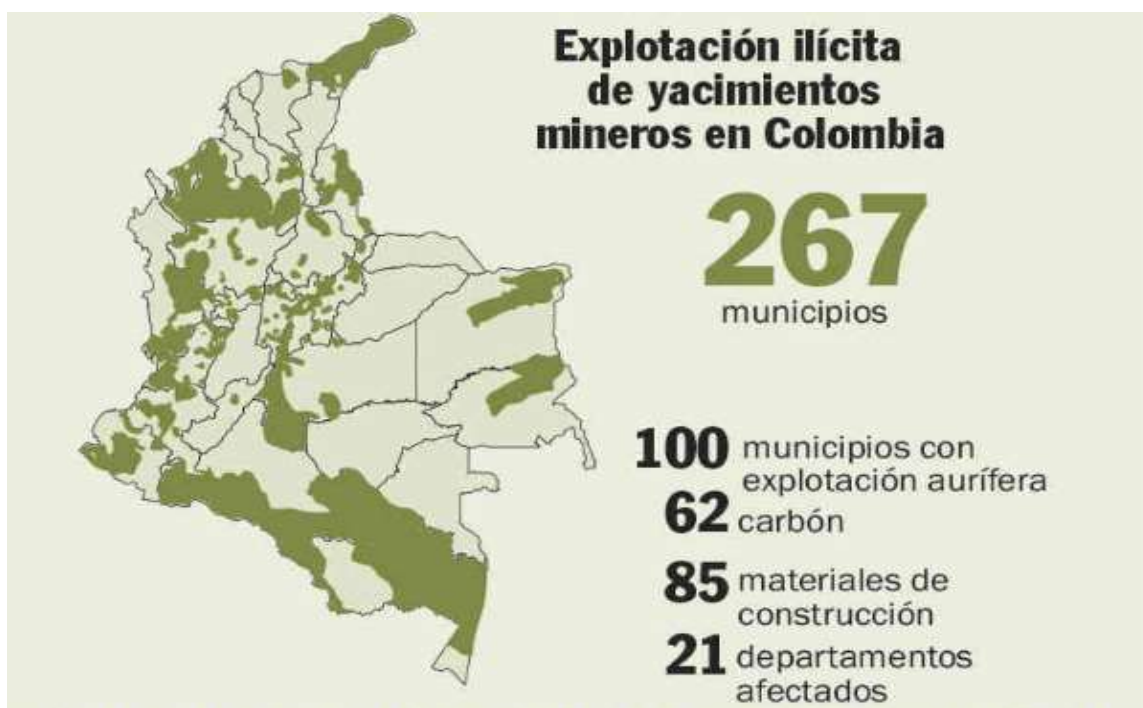 Explotación ilícita
de yacimientos
mineros en Colombia
267
municipios
100 municipios con
explotación aurífera
62 carbón
85 materiales de
construcción
21 departamentos
afectados